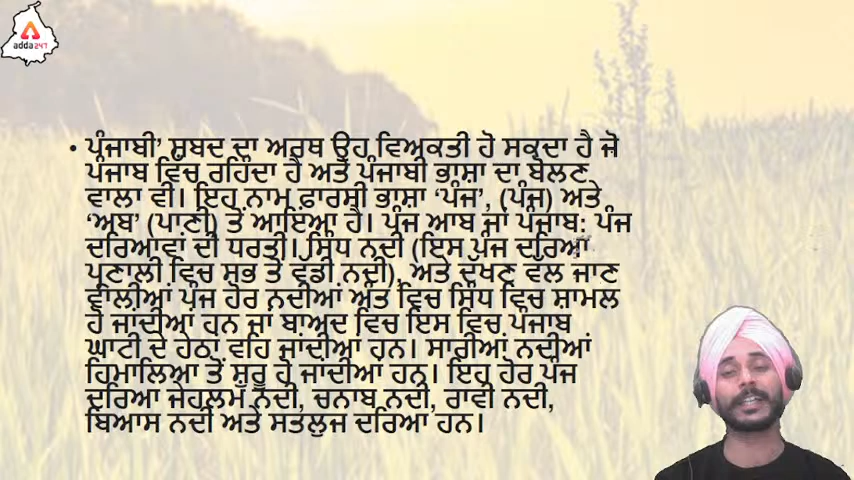 adda247
• ਪੰਜਾਬੀ’ ਸ਼ਬਦ ਦਾ ਅਰਥ ਉਹ ਵਿਅਕਤੀ ਹੋ ਸਕਦਾ ਹੈ ਜੋ
ਪੰਜਾਬ ਵਿੱਚ ਰਹਿੰਦਾ ਹੈ ਅਤੇ ਪੰਜਾਬੀ ਭਾਸ਼ਾ ਦਾ ਬੋਲਣ
ਵਾਲਾ ਵੀ। ਇਹ ਨਾਮ ਫ਼ਾਰਸੀ ਭਾਸ਼ਾ ‘ਪੰਜ’, (ਪੰਜ) ਅਤੇ
‘ਅਬ’ (ਪਾਣੀ) ਤੋਂ ਆਇਆ ਹੈ। ਪੰਜ ਆਬ ਜਾਂ ਪੰਜਾਬ: ਪੰਜ
ਦਰਿਆਵਾਂ ਦੀ ਧਰਤੀ। ਸਿੰਧ ਨਦੀ (ਇਸ ਪੰਜ ਦਰਿਆ
ਪ੍ਰਣਾਲੀ ਵਿਚ ਸਭ ਤੋਂ ਵੱਡੀ ਨਦੀ), ਅਤੇ ਦੱਖਣ ਵੱਲ ਜਾਣ
ਵਾਲੀਆਂ ਪੰਜ ਹੋਰ ਨਦੀਆਂ ਅੰਤ ਵਿਚ ਸਿੰਧ ਵਿਚ ਸ਼ਾਮਲ
ਹੋ ਜਾਂਦੀਆਂ ਹਨ ਜਾਂ ਬਾਅਦ ਵਿਚ ਇਸ ਵਿਚ ਪੰਜਾਬ
ਘਾਟੀ ਦੇ ਹੇਠਾਂ ਵਹਿ ਜਾਂਦੀਆਂ ਹਨ। ਸਾਰੀਆਂ ਨਦੀਆਂ
ਹਿਮਾਲਿਆ ਤੋਂ ਸ਼ੁਰੂ ਹੋ ਜਾਂਦੀਆਂ ਹਨ। ਇਹ ਹੋਰ ਪੰਜ
ਦਰਿਆ ਜੇਹਲਮ ਨਦੀ, ਚਨਾਬ ਨਦੀ, ਰਾਵੀ ਨਦੀ,
ਬਿਆਸ ਨਦੀ ਅਤੇ ਸਤਲੁਜ ਦਰਿਆ ਹਨ।